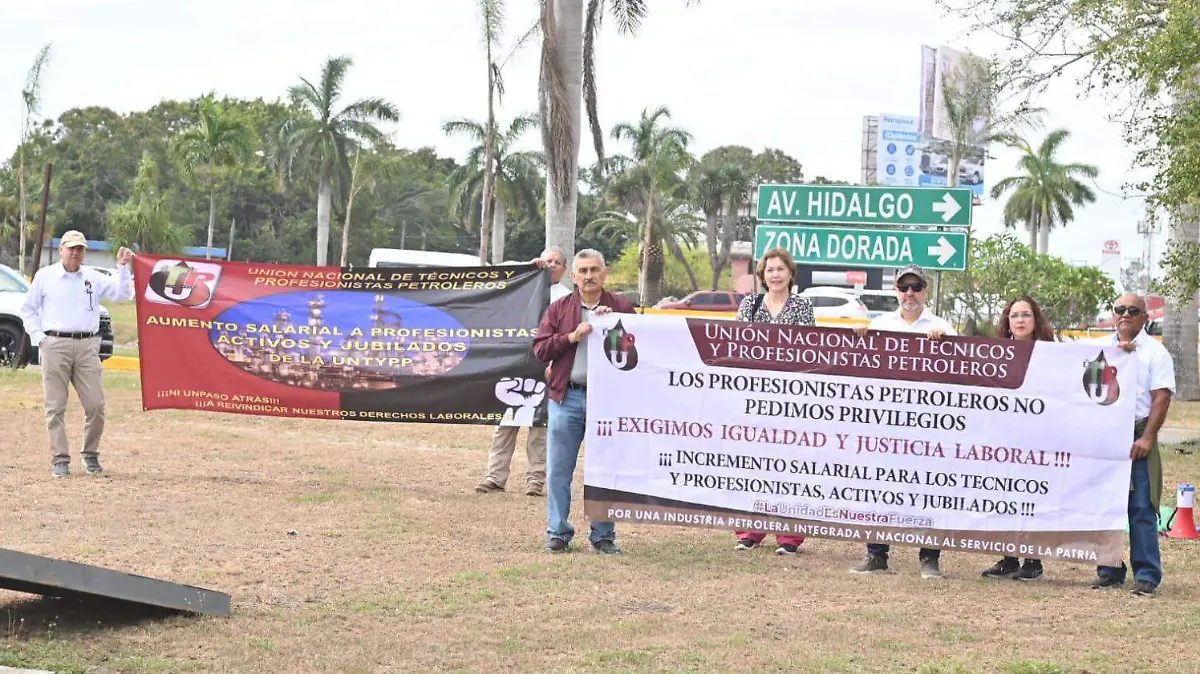 AV. HIDALGO
ZONA DORADA
UNIÓN NACIONAL DE TÉCNICOS Y
PROFESIONISTAS PETROLEROS
AUMENTO SALARIAL A PROFESIONISTAS
ACTIVOS Y JUBILADOS
DE LA UNTYPP
¡¡¡NI UNPASO ATRÁS!!!
¡¡¡A REIVINDICAR NUESTROS DERECHOS LABORALES
UNIÓN NACIONAL DE TÉCNICOS
Y PROFESIONISTAS PETROLEROS
LOS PROFESIONISTAS PETROLEROS NO
PEDIMOS PRIVILEGIOS
¡¡¡ EXIGIMOS IGUALDAD Y JUSTICIA LABORAL !!!
¡¡¡ INCREMENTO SALARIAL PARA LOS TECNICOS
Y PROFESIONISTAS, ACTIVOS Y JUBILADOS !!!
#LaUnidadEsNuestraFuerza
POR UNA INDUSTRIA PETROLERA INTEGRADA Y NACIONAL AL SERVICIO DE LA PATRIA